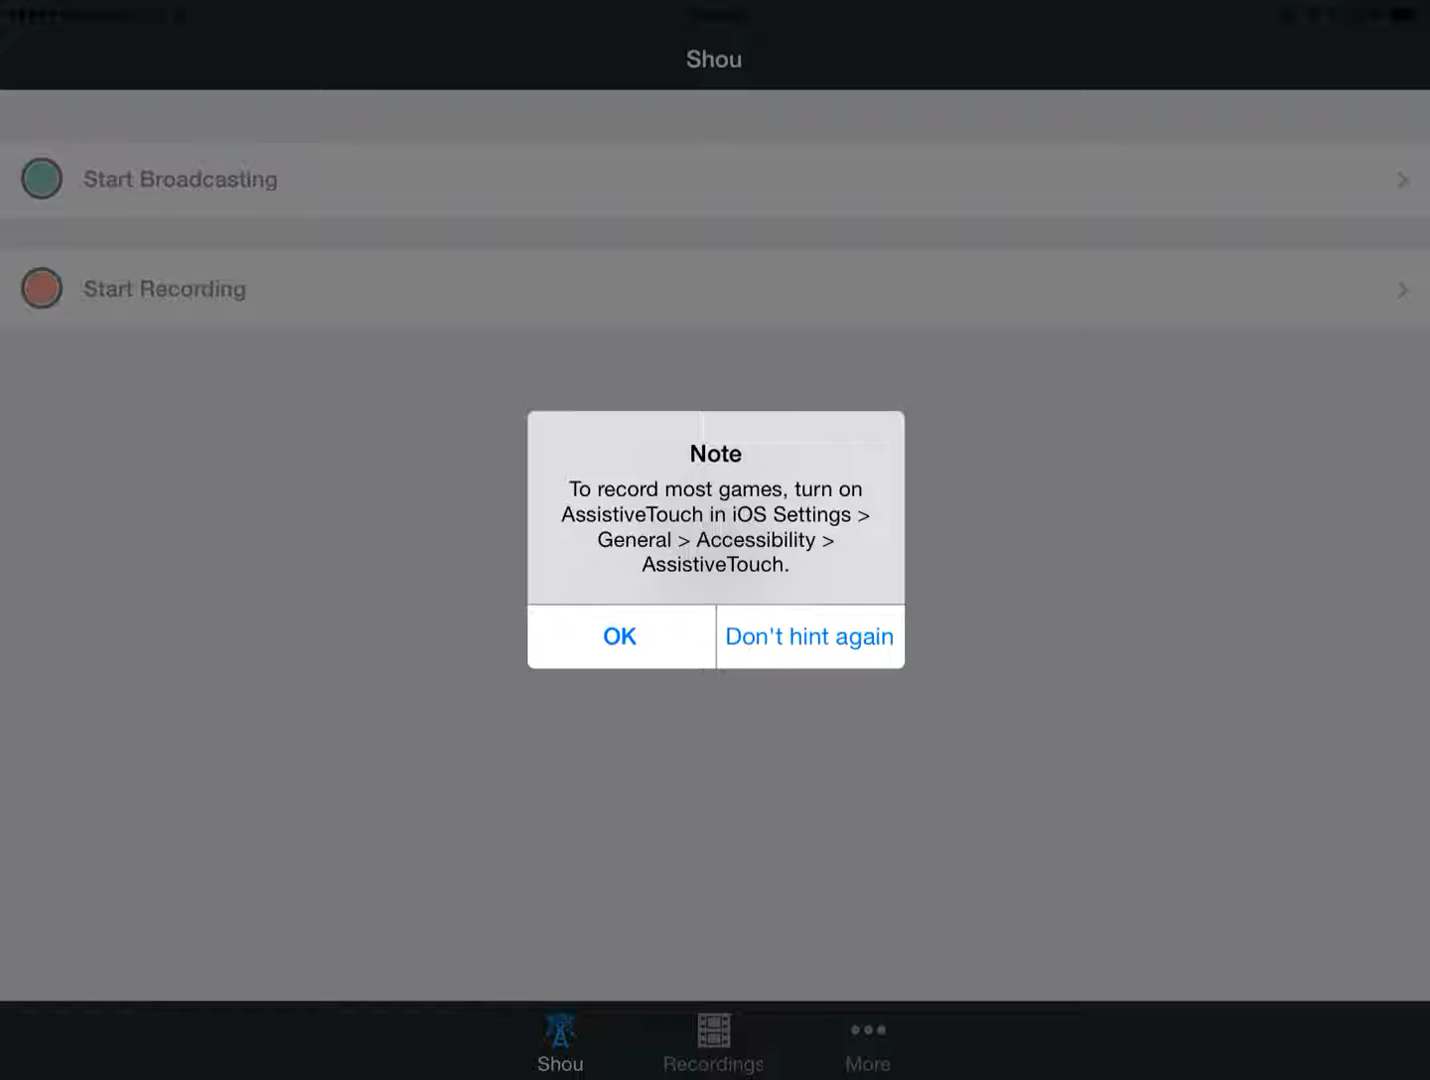 Shou
Start Broadcasting
Start Recording
Note
To record most games, turn on
AssistiveTouch in iOS Settings >
General > Accessibility >
AssistiveTouch.
OK
Don't hint again
Shou
Recordings
More